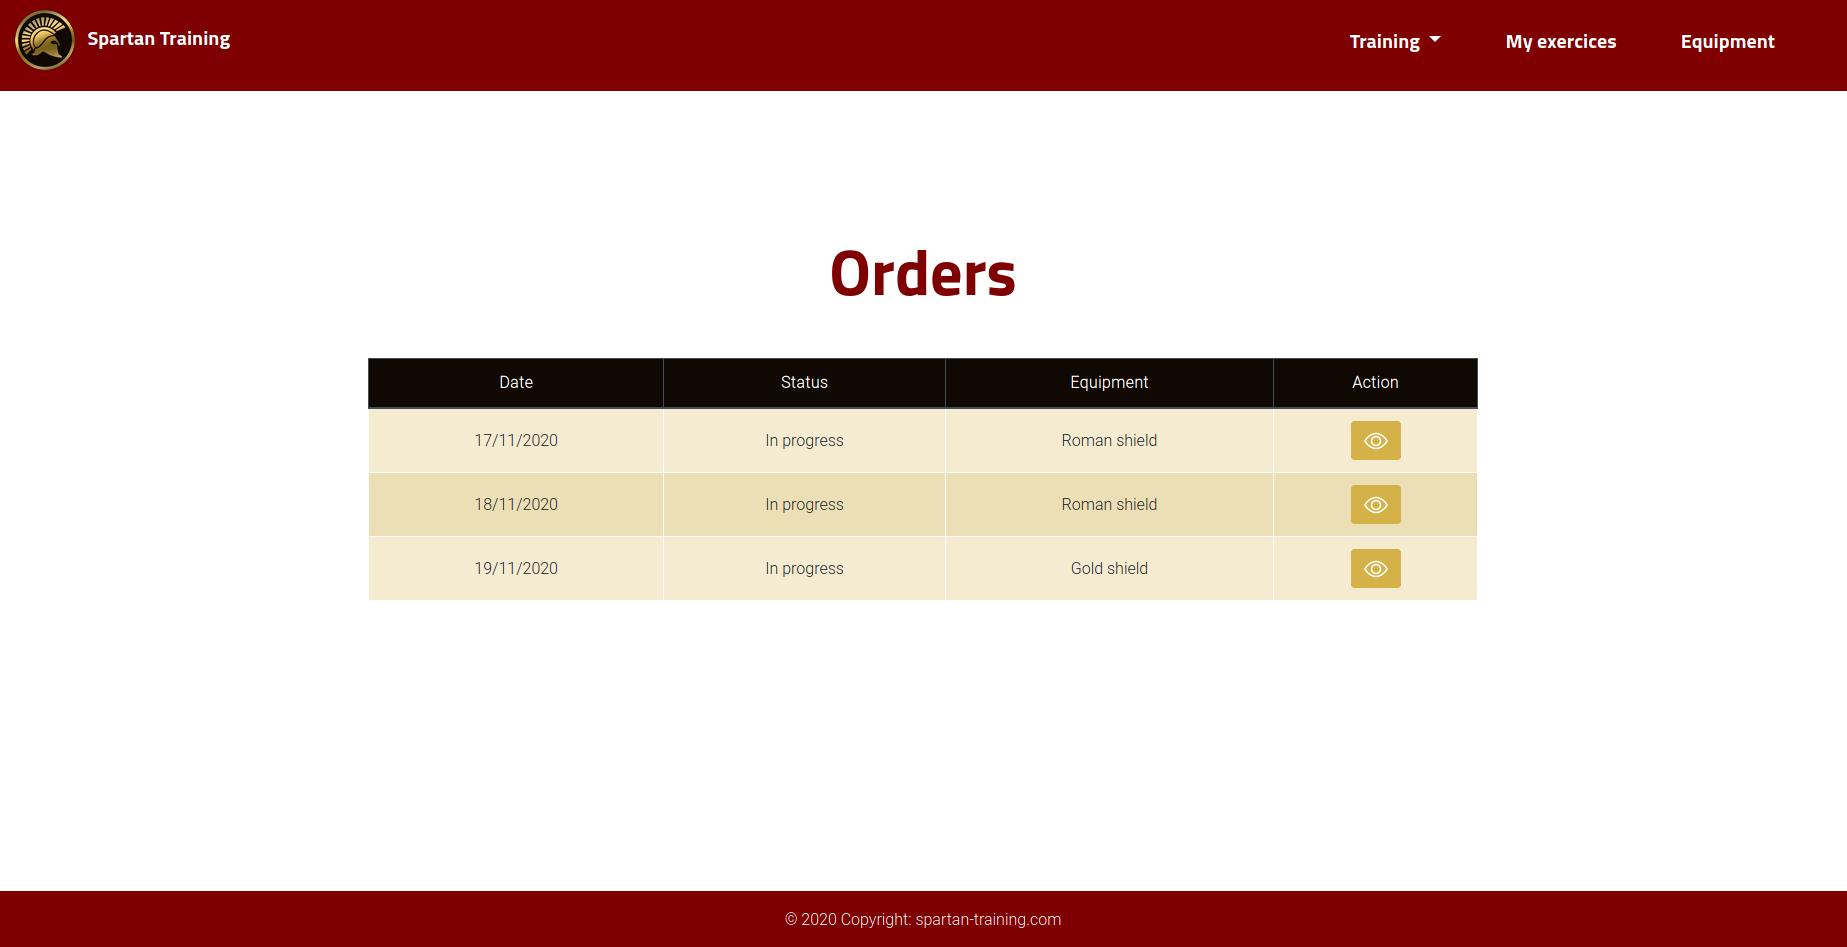 Spartan Training
Training
My exercices
Equipment
Orders
Date Status Equipment Action
17/11/2020 In progress Roman shield
18/11/2020 In progress Roman shield
19/11/2020 In progress Gold shield
© 2020 Copyright: spartan-training.com